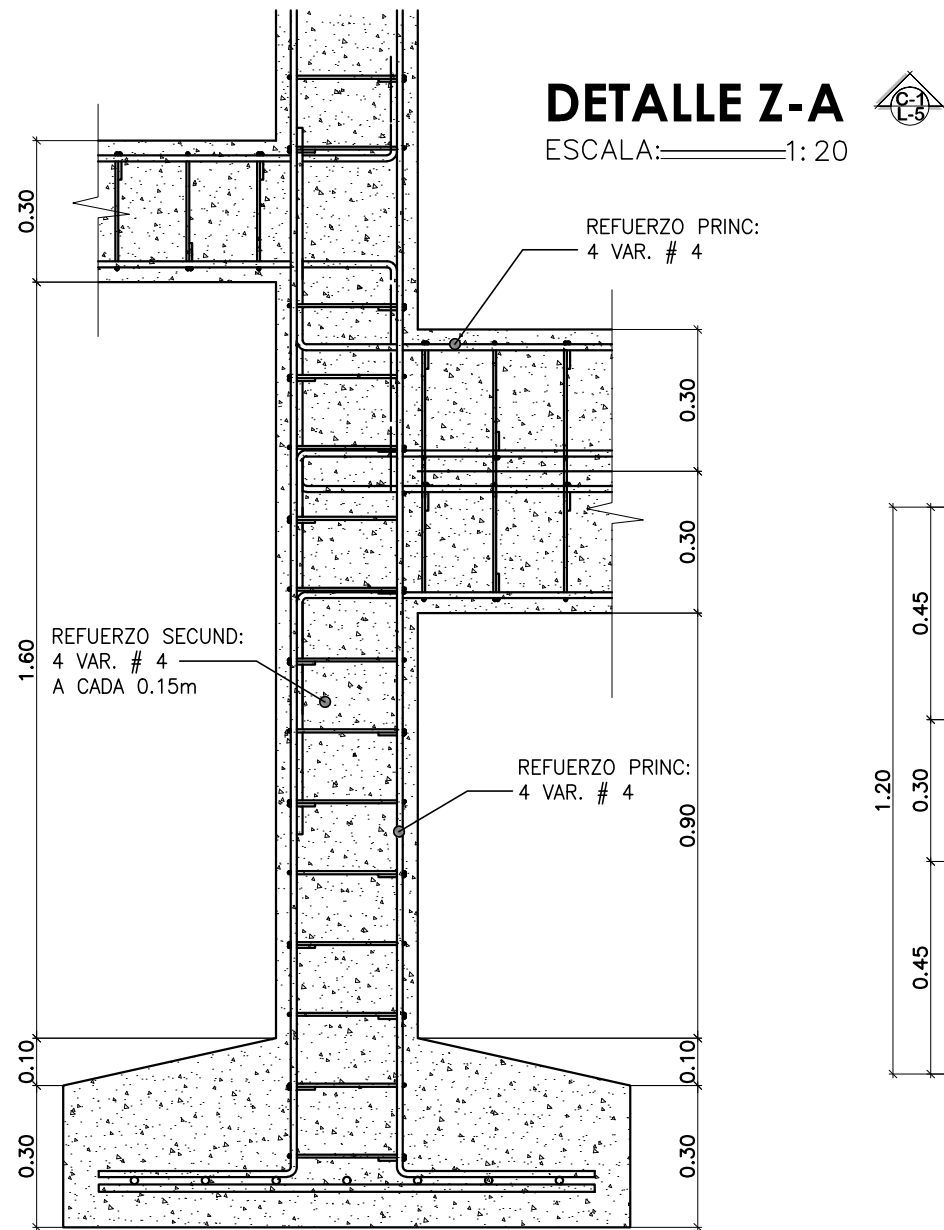 DETALLE Z-A
C-1
L-5
ESCALA: 1:20
0.30
REFUERZO PRINC:
4 VAR. # 4
0.30
0.30
0.45
REFUERZO SECUND:
4 VAR. # 4
A CADA 0.15m
1.60
REFUERZO PRINC:
4 VAR. # 4
0.90
1.20
0.30
0.45
0.10
0.10
0.30
0.30